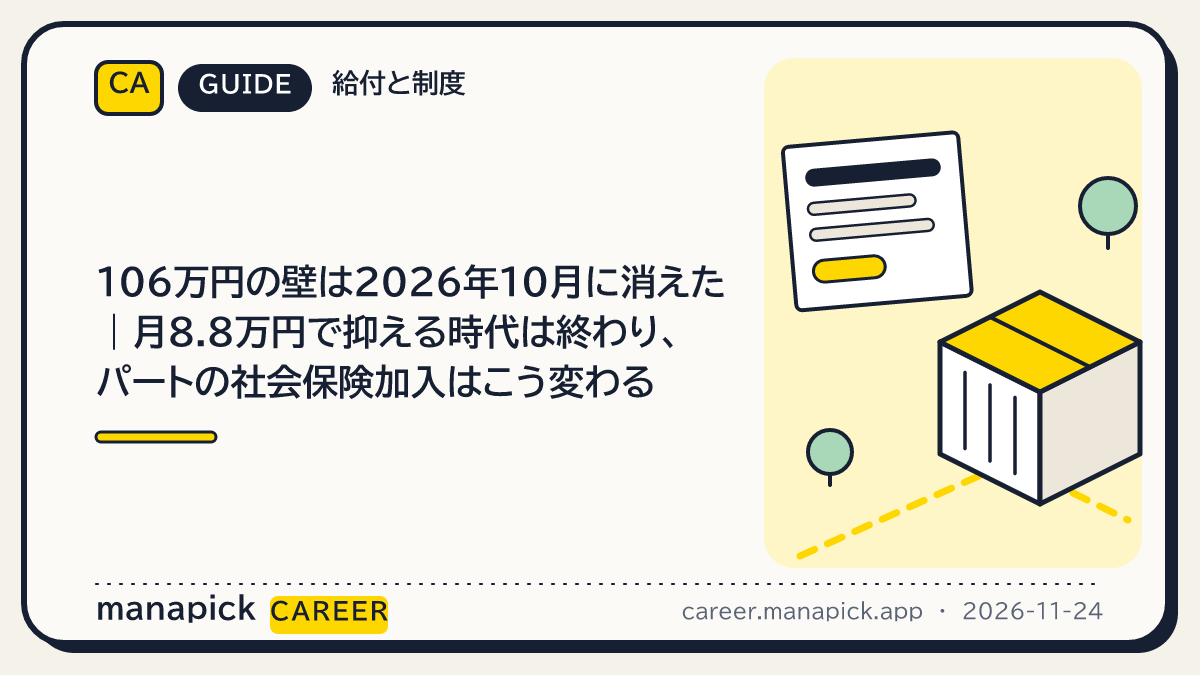 CA GUIDE 給付と制度
106万円の壁は2026年10月に消えた
｜月8.8万円で抑える時代は終わり、
パートの社会保険加入はこう変わる
manapick CAREER
career.manapick.app ・ 2026-11-24